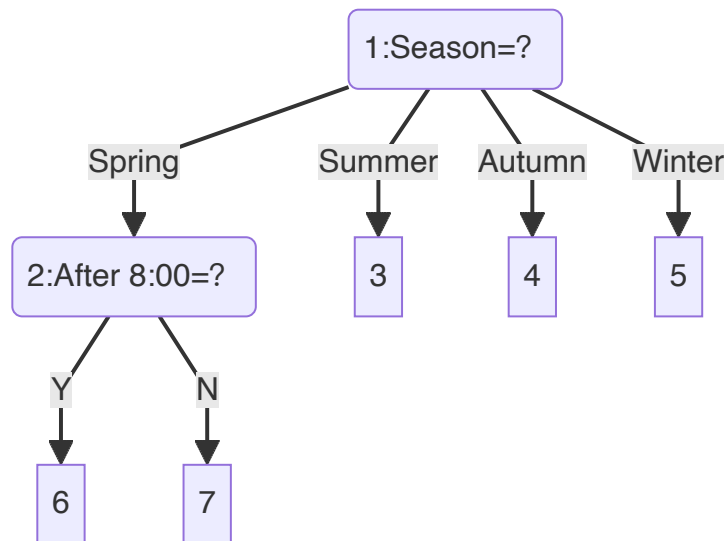 1:Season=?
Spring
Summer
Autumn
Winter
2:After 8:00=?
3
4
5
Y
N
6
7